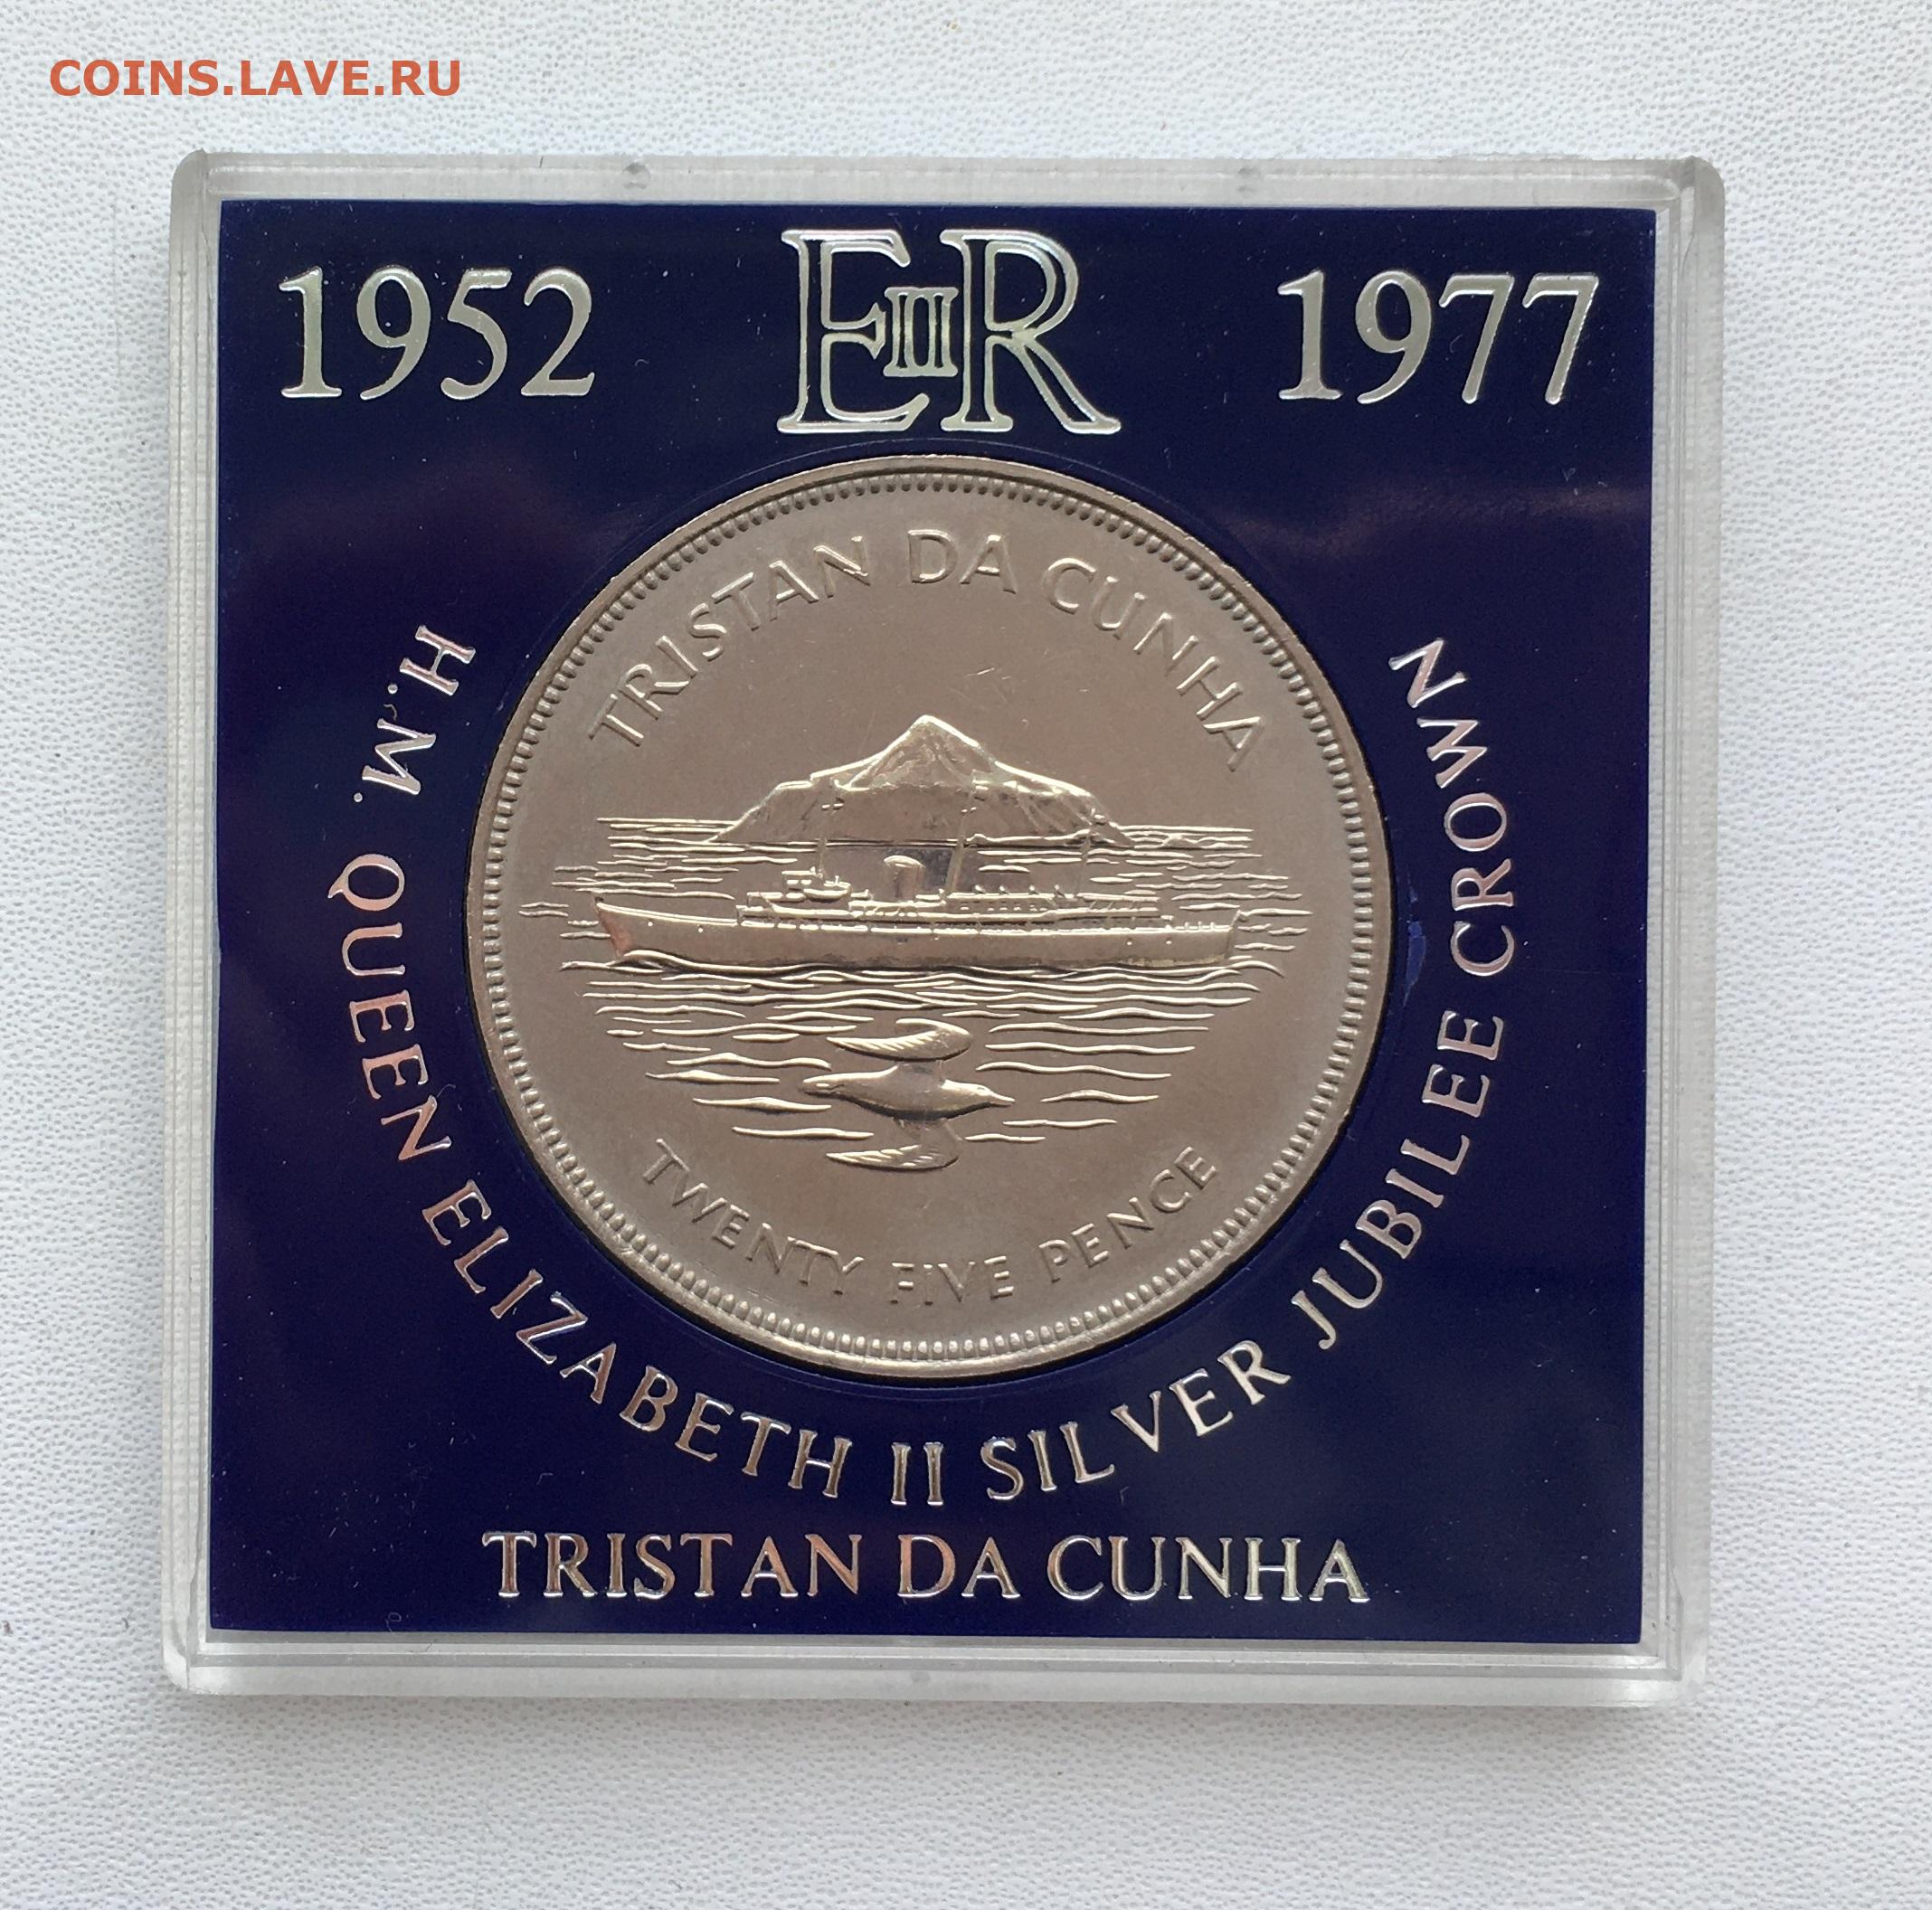 COINS.LAVE.RU
1952 EIIR 1977
TRISTAN DA CUNHA
TWENTY FIVE PENCE
H.M. QUEEN ELIZABETH II SILVER JUBILEE CROWN
TRISTAN DA CUNHA